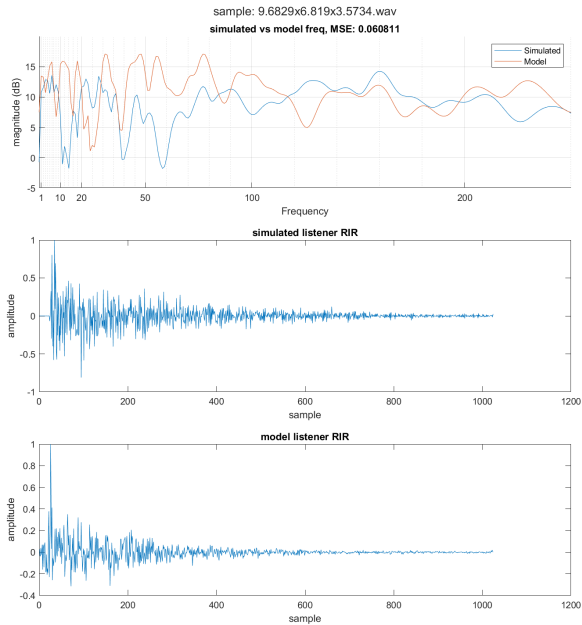 sample: 9.6829x6.819x3.5734.wav
simulated vs model freq, MSE: 0.060811
Simulated
Model
magnitude (dB)
15
10
5
0
-5
1 10 20 50 100 200
Frequency
simulated listener RIR
amplitude
1
0.5
0
-0.5
-1
0 200 400 600 800 1000 1200
sample
model listener RIR
amplitude
1
0.8
0.6
0.4
0.2
0
-0.2
-0.4
0 200 400 600 800 1000 1200
sample